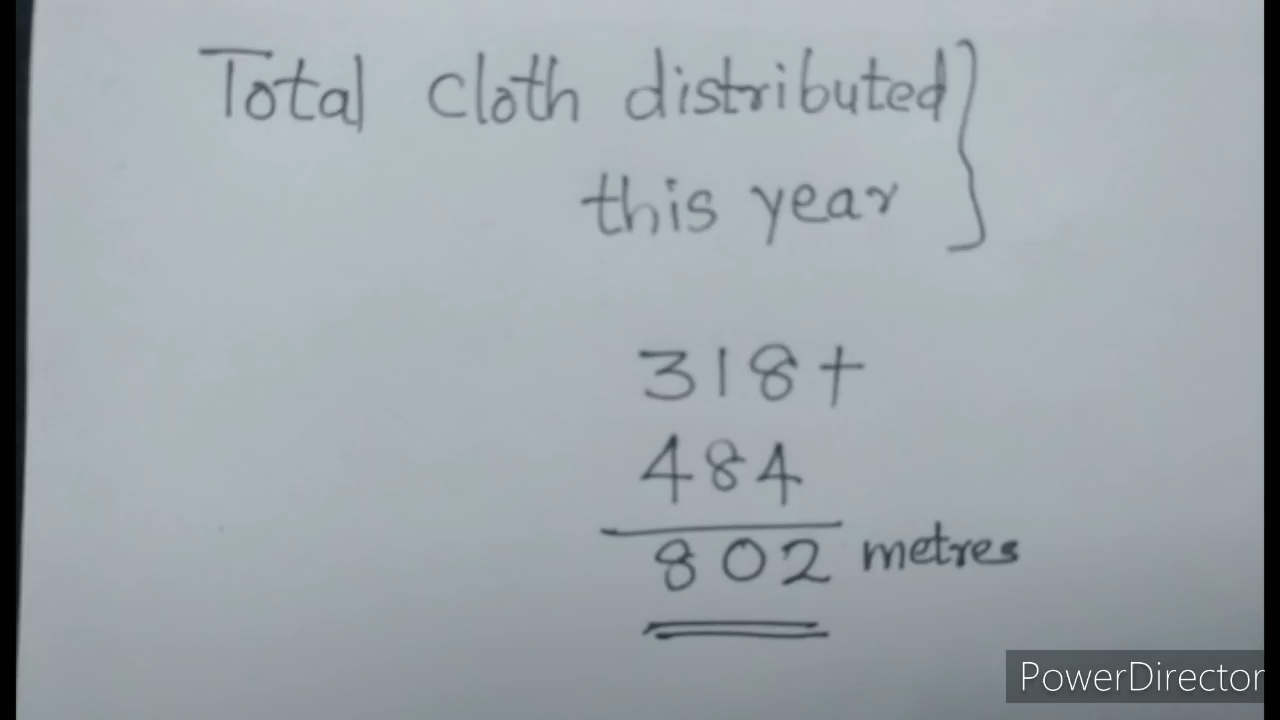 Total cloth distributed }
this year
318+
484
802 metres
PowerDirector